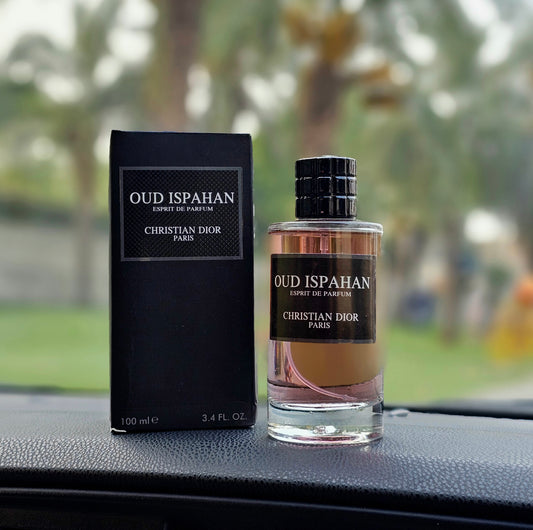 OUD ISPAHAN
ESPRIT DE PARFUM
CHRISTIAN DIOR
PARIS
100 ml ℮
3.4 FL. OZ.
OUD ISPAHAN
ESPRIT DE PARFUM
CHRISTIAN DIOR
PARIS